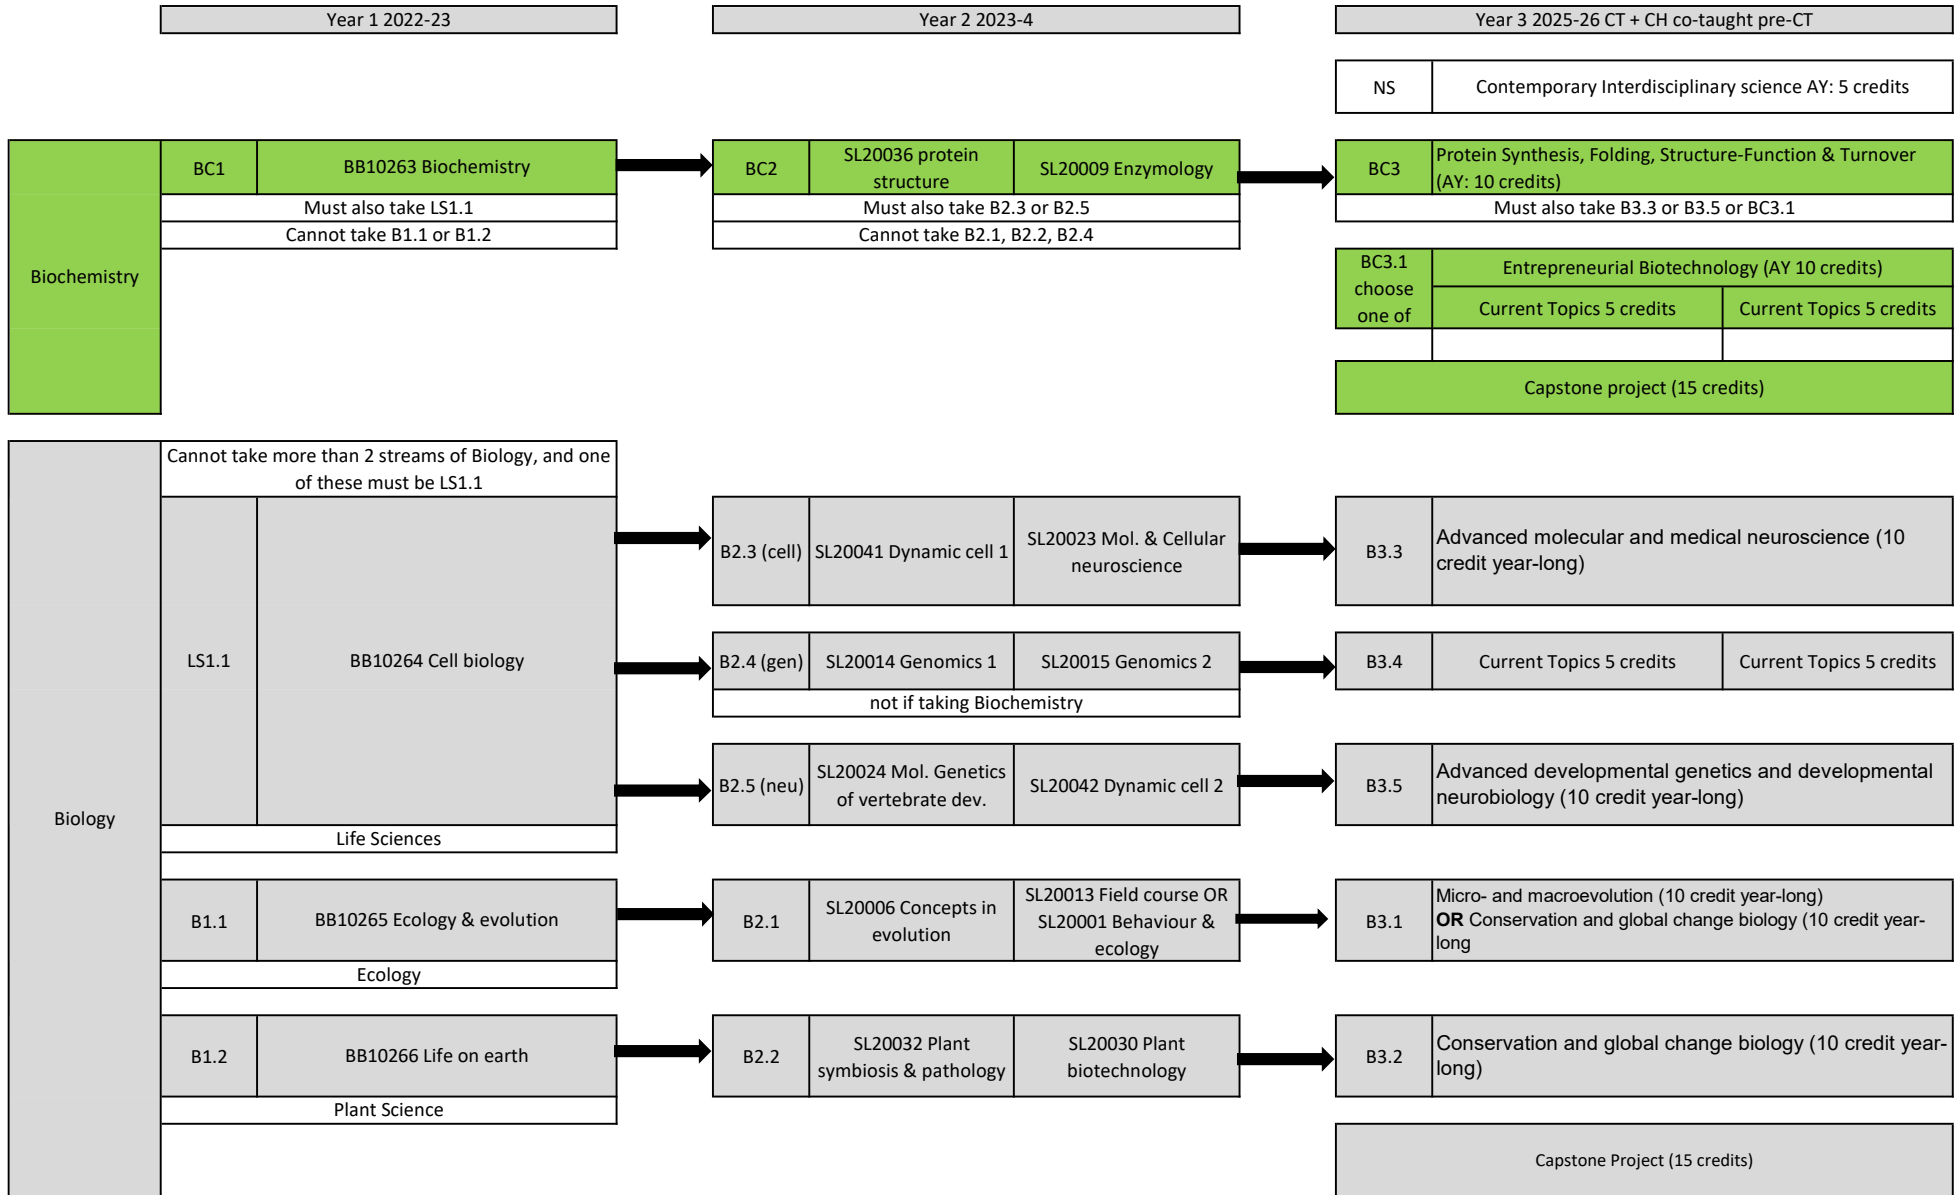 Year 1 2022-23
Year 2 2023-4
Year 3 2025-26 CT + CH co-taught pre-CT
NS
Contemporary Interdisciplinary science AY: 5 credits
Biochemistry
BC1
BB10263 Biochemistry
Must also take LS1.1
Cannot take B1.1 or B1.2
BC2
SL20036 protein
structure
SL20009 Enzymology
Must also take B2.3 or B2.5
Cannot take B2.1, B2.2, B2.4
BC3
Protein Synthesis, Folding, Structure-Function & Turnover
(AY: 10 credits)
Must also take B3.3 or B3.5 or BC3.1
BC3.1
choose
one of
Entrepreneurial Biotechnology (AY 10 credits)
Current Topics 5 credits
Current Topics 5 credits
Capstone project (15 credits)
Biology
Cannot take more than 2 streams of Biology, and one
of these must be LS1.1
LS1.1
BB10264 Cell biology
Life Sciences
B2.3 (cell)
SL20041 Dynamic cell 1
SL20023 Mol. & Cellular
neuroscience
B3.3
Advanced molecular and medical neuroscience (10
credit year-long)
B2.4 (gen)
SL20014 Genomics 1
SL20015 Genomics 2
not if taking Biochemistry
B3.4
Current Topics 5 credits
Current Topics 5 credits
B2.5 (neu)
SL20024 Mol. Genetics
of vertebrate dev.
SL20042 Dynamic cell 2
B3.5
Advanced developmental genetics and developmental
neurobiology (10 credit year-long)
B1.1
BB10265 Ecology & evolution
Ecology
B2.1
SL20006 Concepts in
evolution
SL20013 Field course OR
SL20001 Behaviour &
ecology
B3.1
Micro- and macroevolution (10 credit year-long)
OR Conservation and global change biology (10 credit year-
long
B1.2
BB10266 Life on earth
Plant Science
B2.2
SL20032 Plant
symbiosis & pathology
SL20030 Plant
biotechnology
B3.2
Conservation and global change biology (10 credit year-
long)
Capstone Project (15 credits)